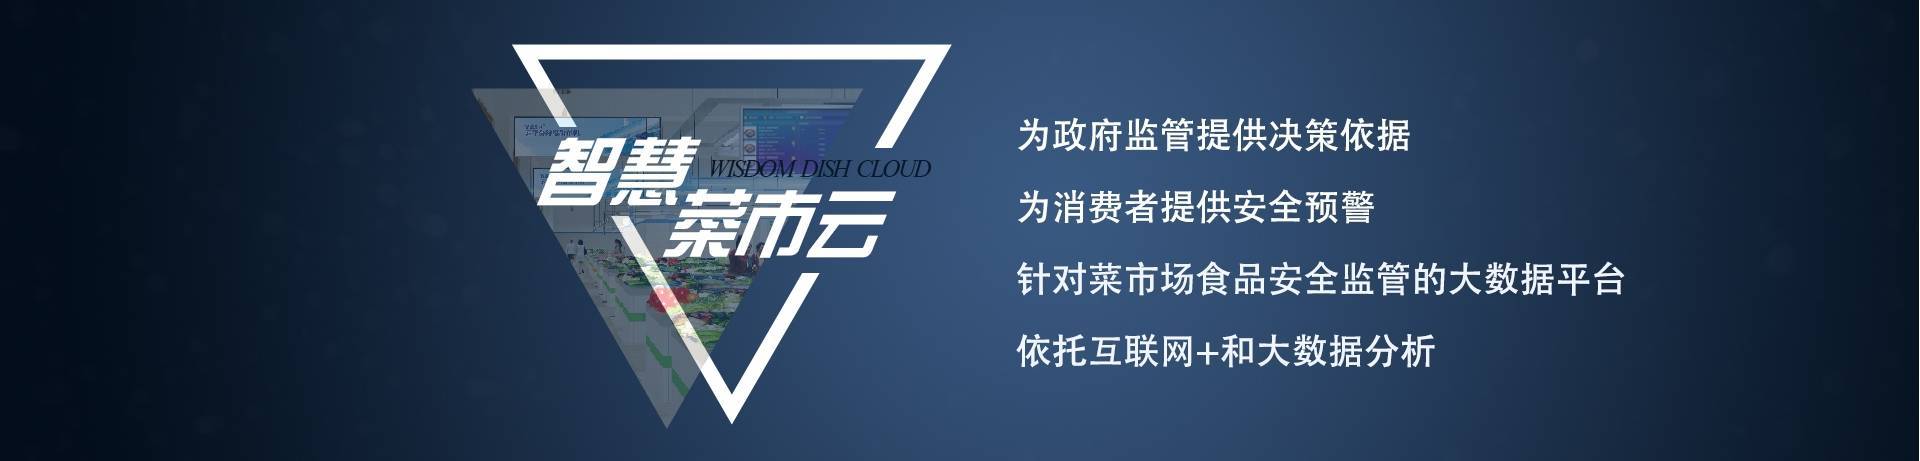 智慧
WISDOM DISH CLOUD
菜市云
为政府监管提供决策依据
为消费者提供安全预警
针对菜市场食品安全监管的大数据平台
依托互联网+和大数据分析